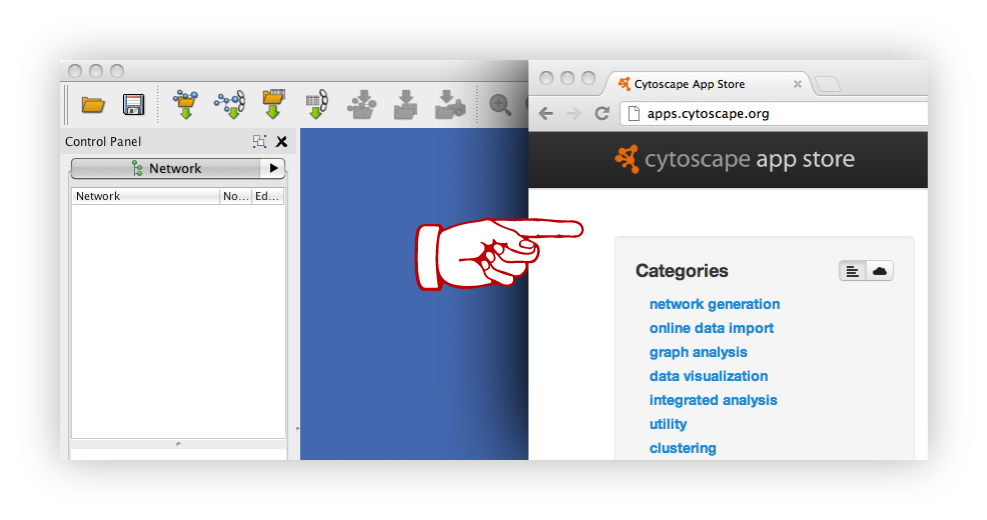 Control Panel
Network
Network No... Ed...
Cytoscape App Store
apps.cytoscape.org
cytoscape app store
Categories
network generation
online data import
graph analysis
data visualization
integrated analysis
utility
clustering